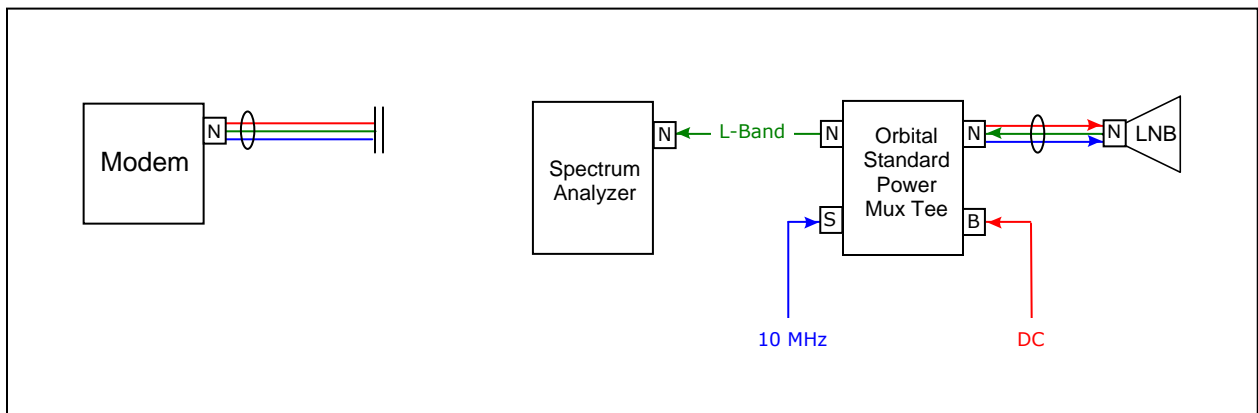 Modem
N
Spectrum
Analyzer
N
L-Band
N
Orbital
Standard
Power
Mux Tee
N
S
B
N
LNB
10 MHz
DC